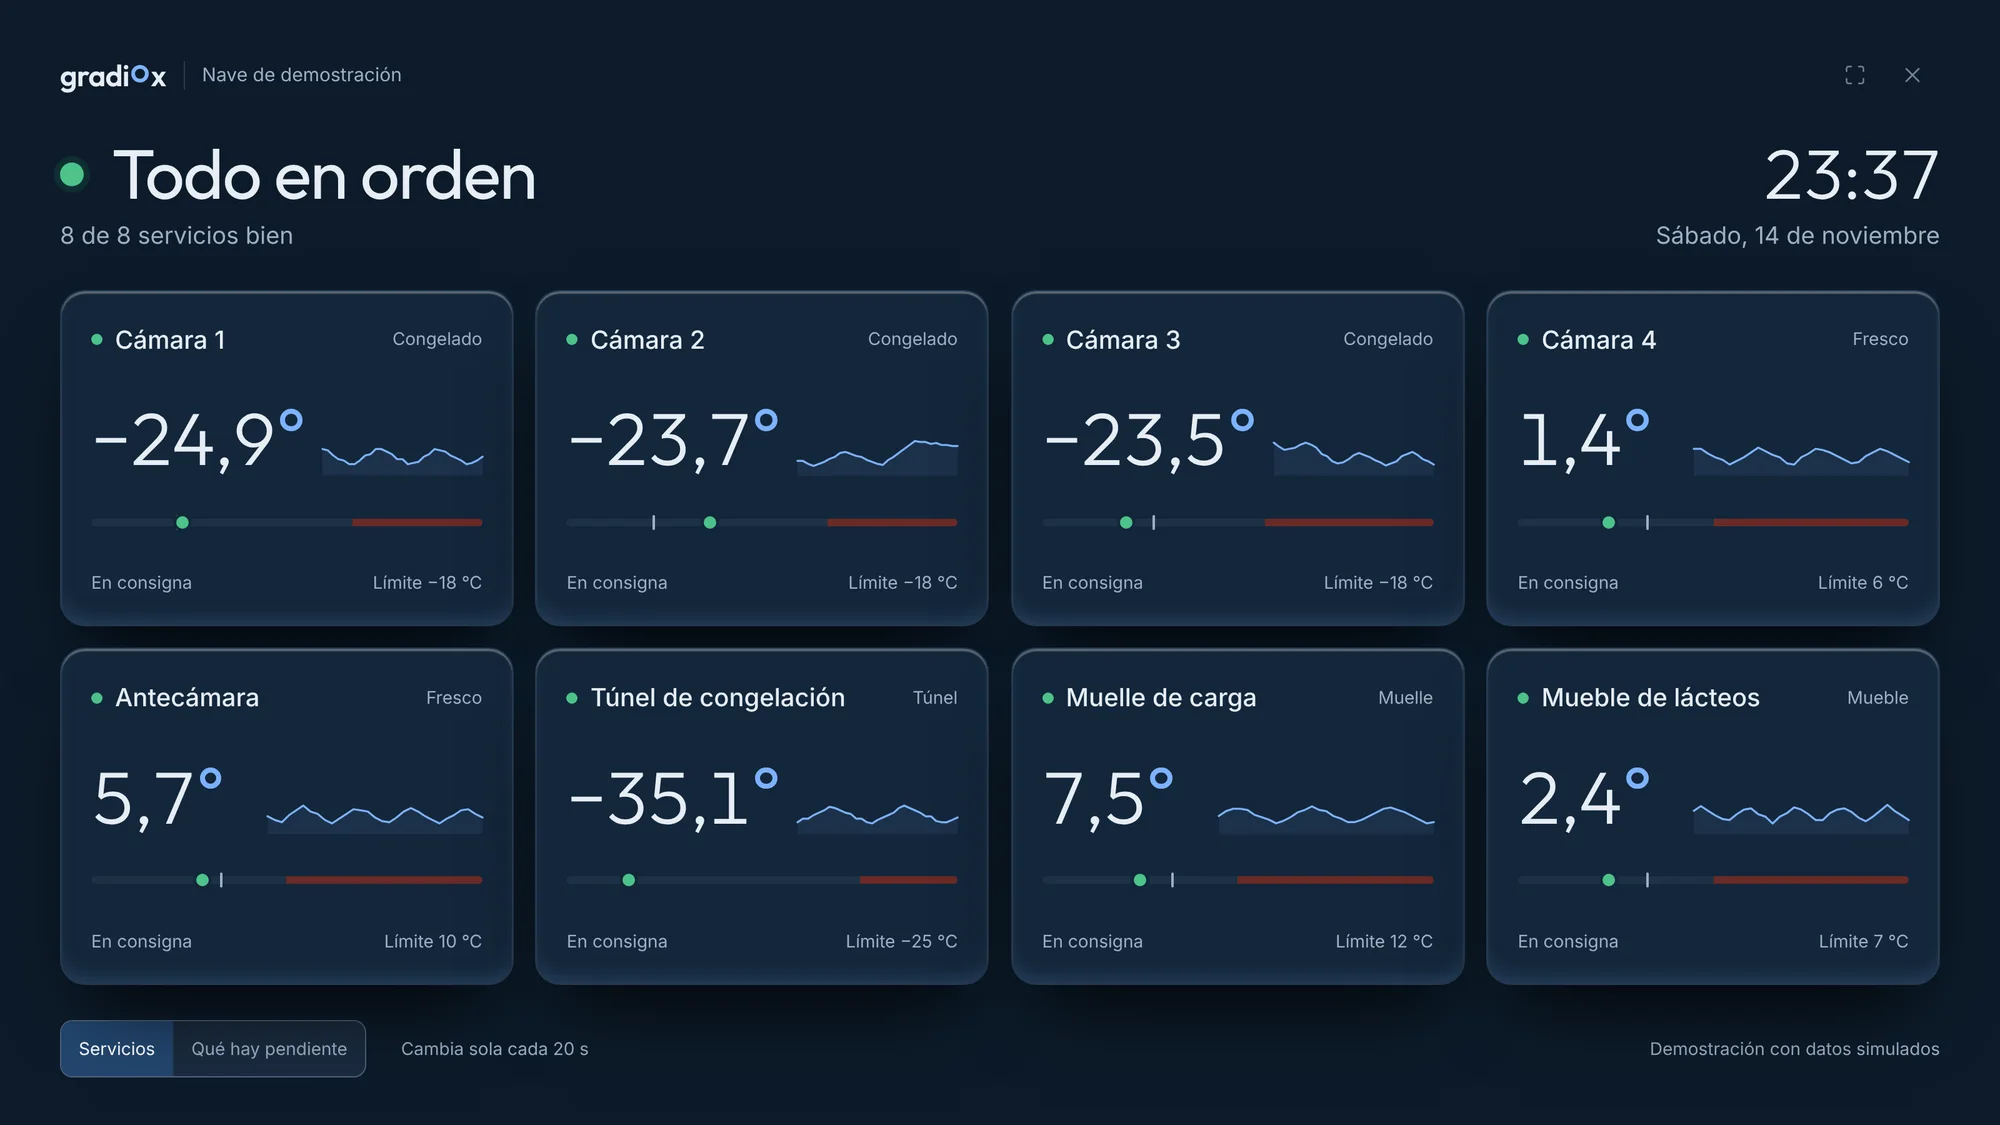 gradiOx
Nave de demostración
Todo en orden
23:37
8 de 8 servicios bien
Sábado, 14 de noviembre
Cámara 1
Congelado
−24,9°
En consigna
Límite −18 °C
Cámara 2
Congelado
−23,7°
En consigna
Límite −18 °C
Cámara 3
Congelado
−23,5°
En consigna
Límite −18 °C
Cámara 4
Fresco
1,4°
En consigna
Límite 6 °C
Antecámara
Fresco
5,7°
En consigna
Límite 10 °C
Túnel de congelación
Túnel
−35,1°
En consigna
Límite −25 °C
Muelle de carga
Muelle
7,5°
En consigna
Límite 12 °C
Mueble de lácteos
Mueble
2,4°
En consigna
Límite 7 °C
Servicios
Qué hay pendiente
Cambia sola cada 20 s
Demostración con datos simulados